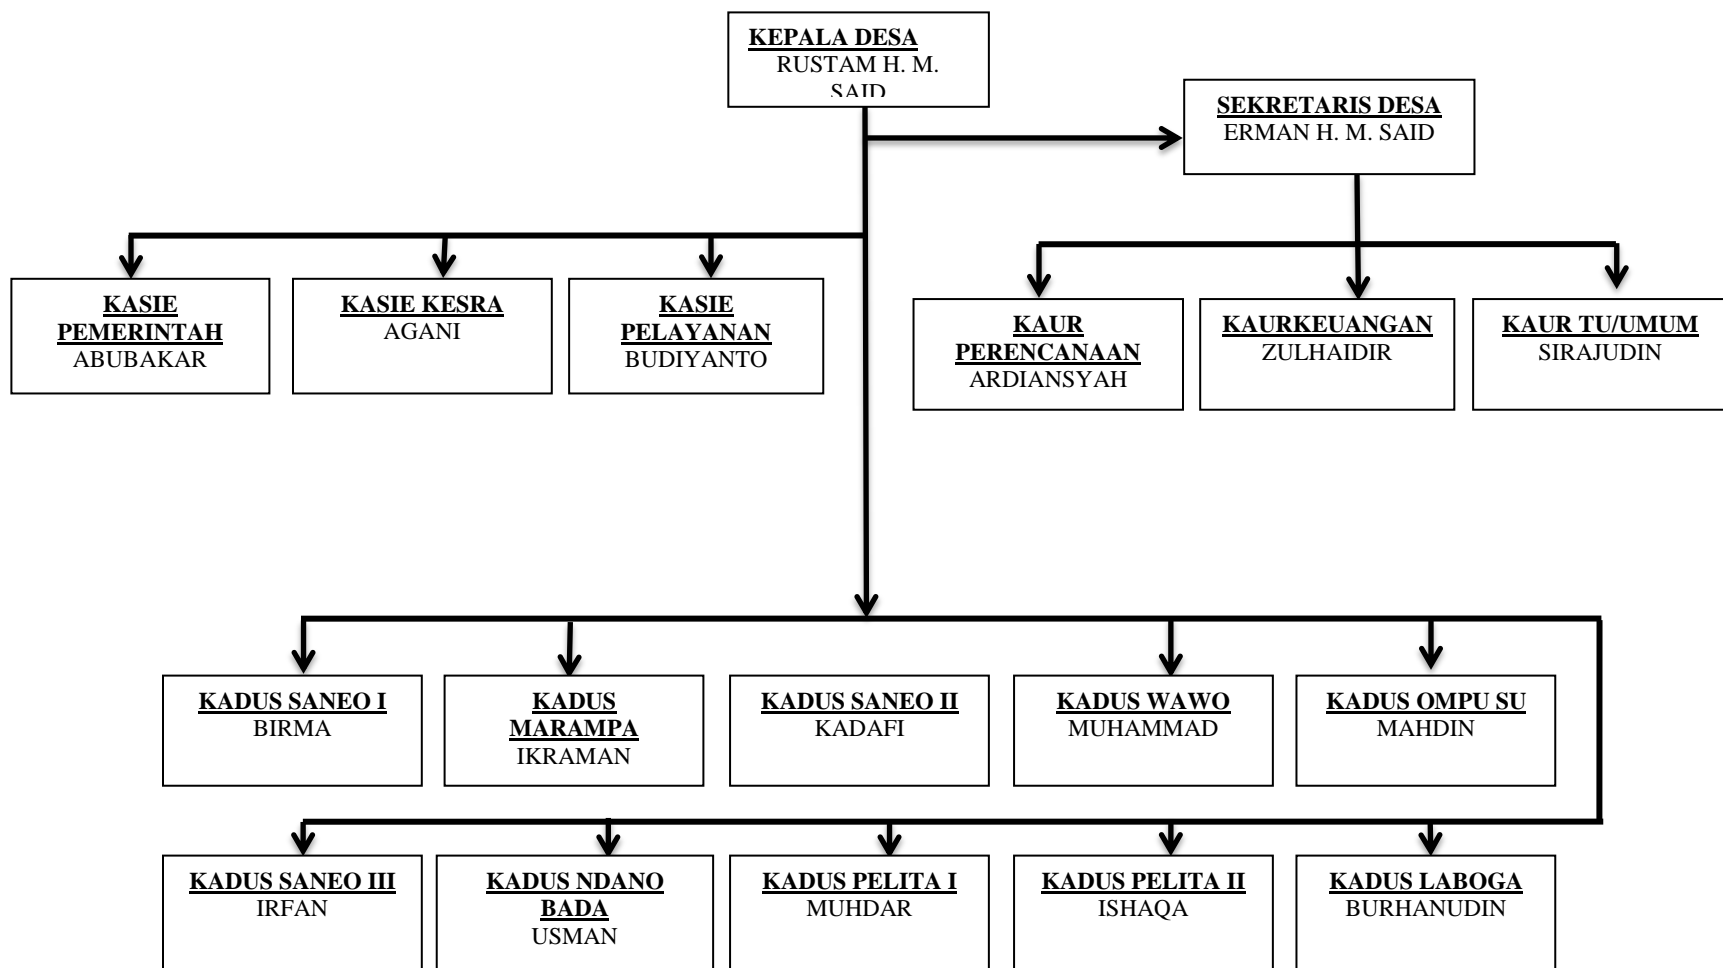 KEPALA DESA
RUSTAM H. M.
SAID
SEKRETARIS DESA
ERMAN H. M. SAID
KASIE
PEMERINTAH
ABUBAKAR
KASIE KESRA
AGANI
KASIE
PELAYANAN
BUDIYANTO
KAUR
PERENCANAAN
ARDIANSYAH
KAURKEUANGAN
ZULHAIDIR
KAUR TU/UMUM
SIRAJUDIN
KADUS SANEO I
BIRMA
KADUS
MARAMPA
IKRAMAN
KADUS SANEO II
KADAFI
KADUS WAWO
MUHAMMAD
KADUS OMPU SU
MAHDIN
KADUS SANEO III
IRFAN
KADUS NDANO
BADA
USMAN
KADUS PELITA I
MUHDAR
KADUS PELITA II
ISHAQA
KADUS LABOGA
BURHANUDIN